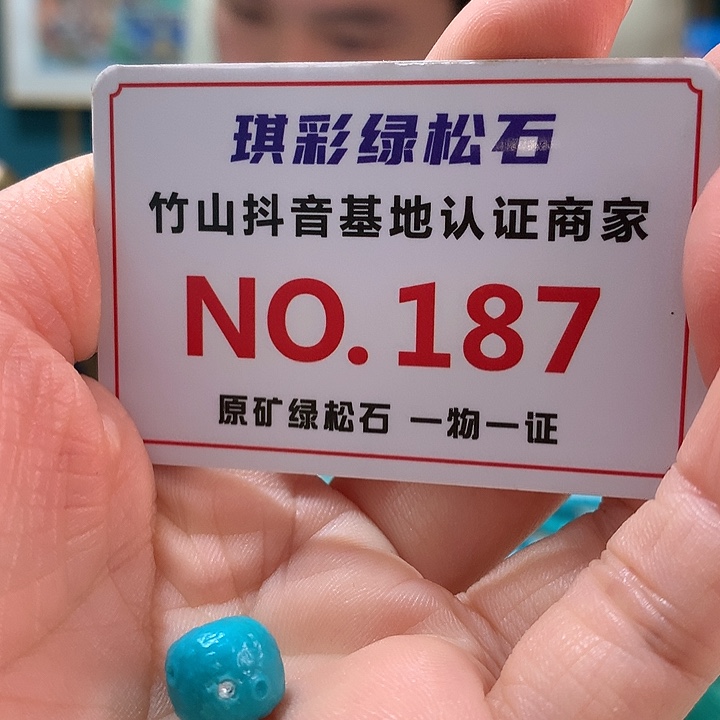 琪彩绿松石
竹山抖音基地认证商家
NO.187
原矿绿松石 一物一证